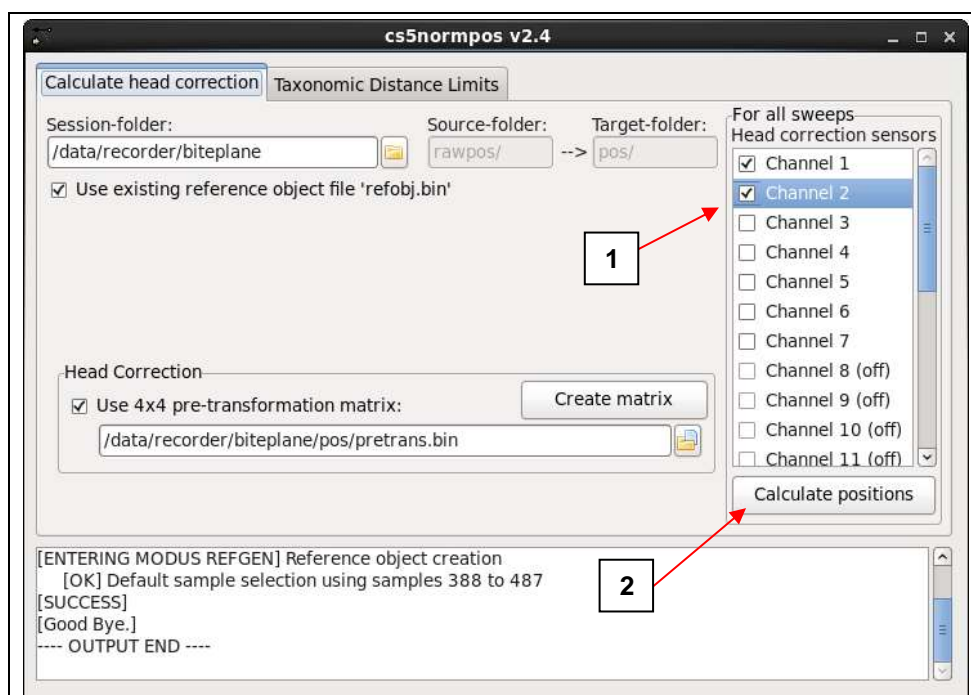 cs5normpos v2.4
Calculate head correction
Taxonomic Distance Limits
Session-folder:
Source-folder:
Target-folder:
/data/recorder/biteplane
rawpos/
-->
pos/
Use existing reference object file 'refobj.bin'
For all sweeps
Head correction sensors
Channel 1
Channel 2
Channel 3
Channel 4
Channel 5
Channel 6
Channel 7
Channel 8 (off)
Channel 9 (off)
Channel 10 (off)
Channel 11 (off)
1
Head Correction
Use 4x4 pre-transformation matrix:
Create matrix
/data/recorder/biteplane/pos/pretrans.bin
Calculate positions
[ENTERING MODUS REFGEN] Reference object creation
[OK] Default sample selection using samples 388 to 487
[SUCCESS]
[Good Bye.]
---- OUTPUT END ----
2